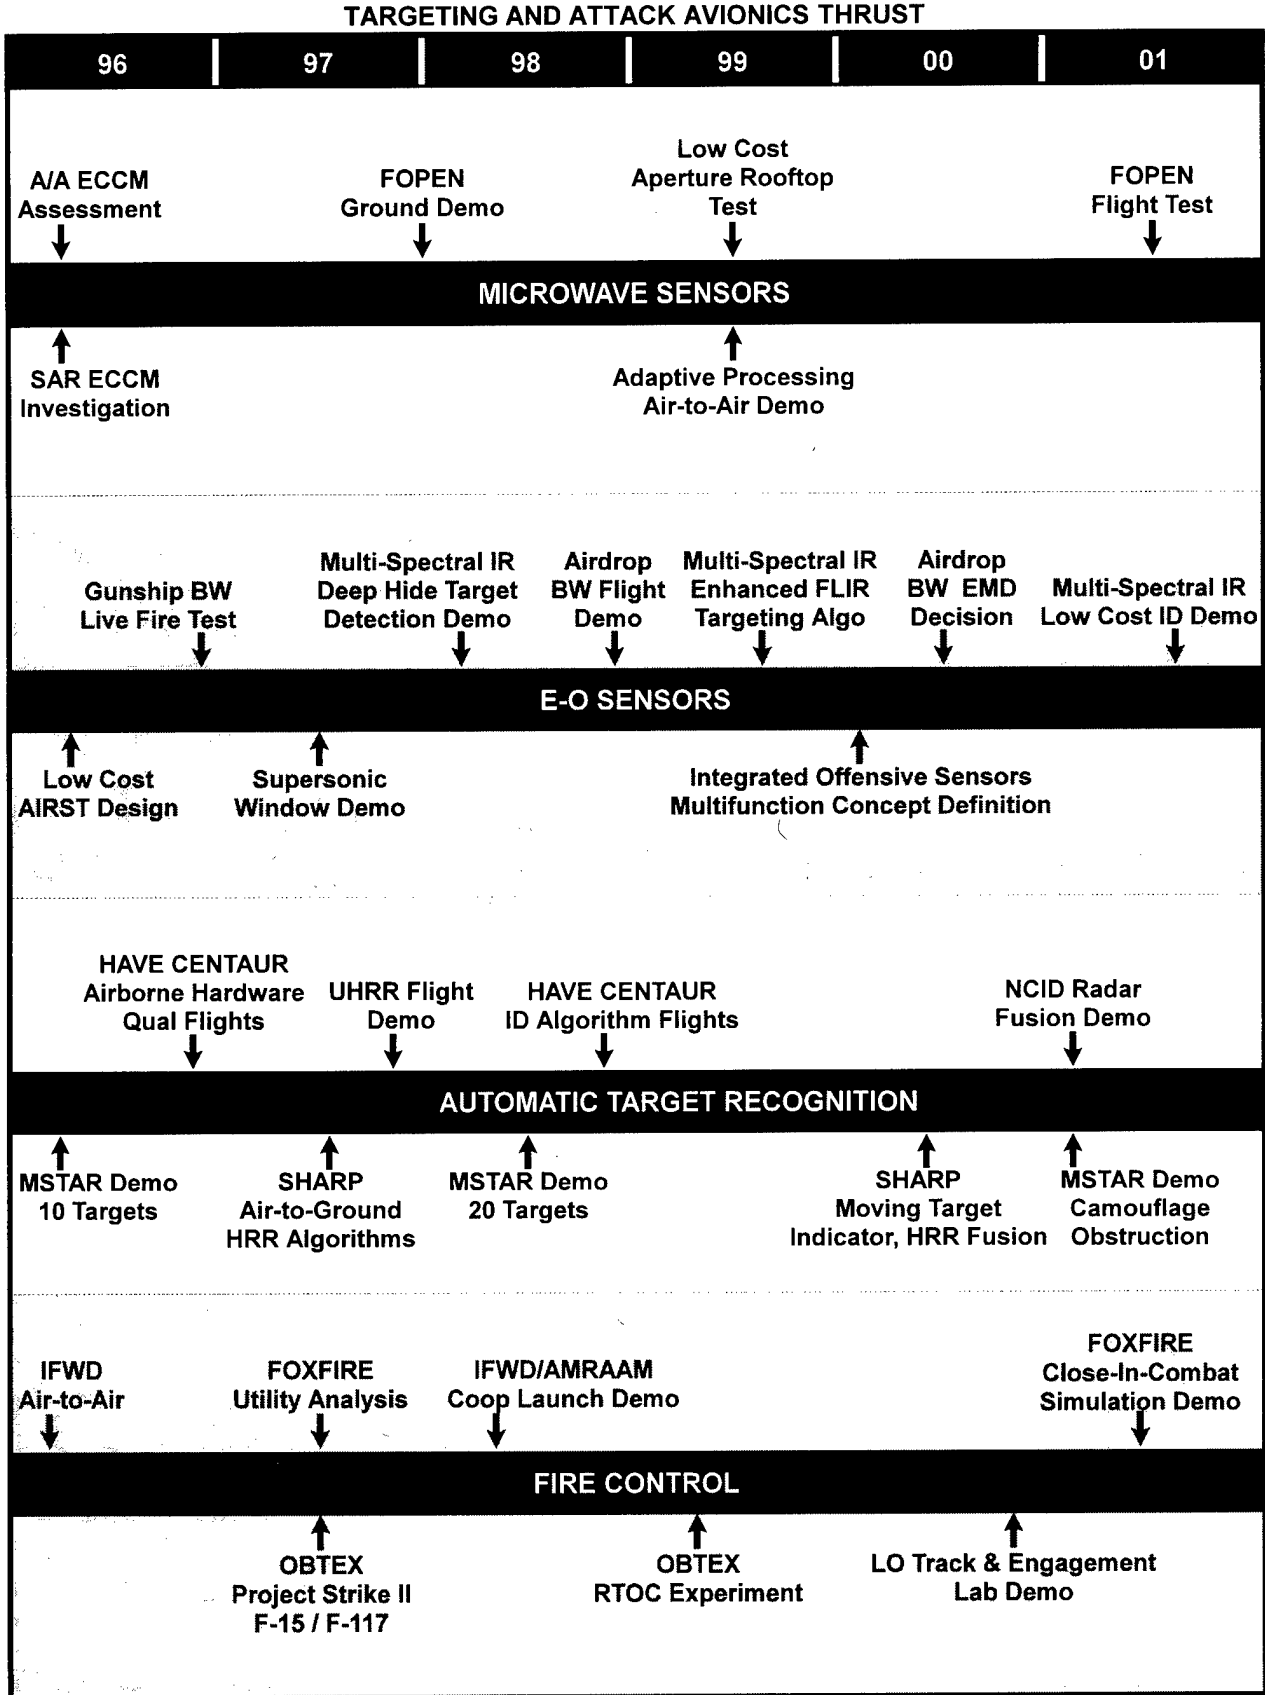 TARGETING AND ATTACK AVIONICS THRUST
96 97 98 99 00 01
A/A ECCM
Assessment
FOPEN
Ground Demo
Low Cost
Aperture Rooftop
Test
FOPEN
Flight Test
MICROWAVE SENSORS
SAR ECCM
Investigation
Adaptive Processing
Air-to-Air Demo
Gunship BW
Live Fire Test
Multi-Spectral IR
Deep Hide Target
Detection Demo
Airdrop
BW Flight
Demo
Multi-Spectral IR
Enhanced FLIR
Targeting Algo
Airdrop
BW EMD
Decision
Multi-Spectral IR
Low Cost ID Demo
E-O SENSORS
Low Cost
AIRST Design
Supersonic
Window Demo
Integrated Offensive Sensors
Multifunction Concept Definition
HAVE CENTAUR
Airborne Hardware
Qual Flights
UHRR Flight
Demo
HAVE CENTAUR
ID Algorithm Flights
NCID Radar
Fusion Demo
AUTOMATIC TARGET RECOGNITION
MSTAR Demo
10 Targets
SHARP
Air-to-Ground
HRR Algorithms
MSTAR Demo
20 Targets
SHARP
Moving Target
Indicator, HRR Fusion
MSTAR Demo
Camouflage
Obstruction
IFWD
Air-to-Air
FOXFIRE
Utility Analysis
IFWD/AMRAAM
Coop Launch Demo
FOXFIRE
Close-In-Combat
Simulation Demo
FIRE CONTROL
OBTEX
Project Strike II
F-15 / F-117
OBTEX
RTOC Experiment
LO Track & Engagement
Lab Demo